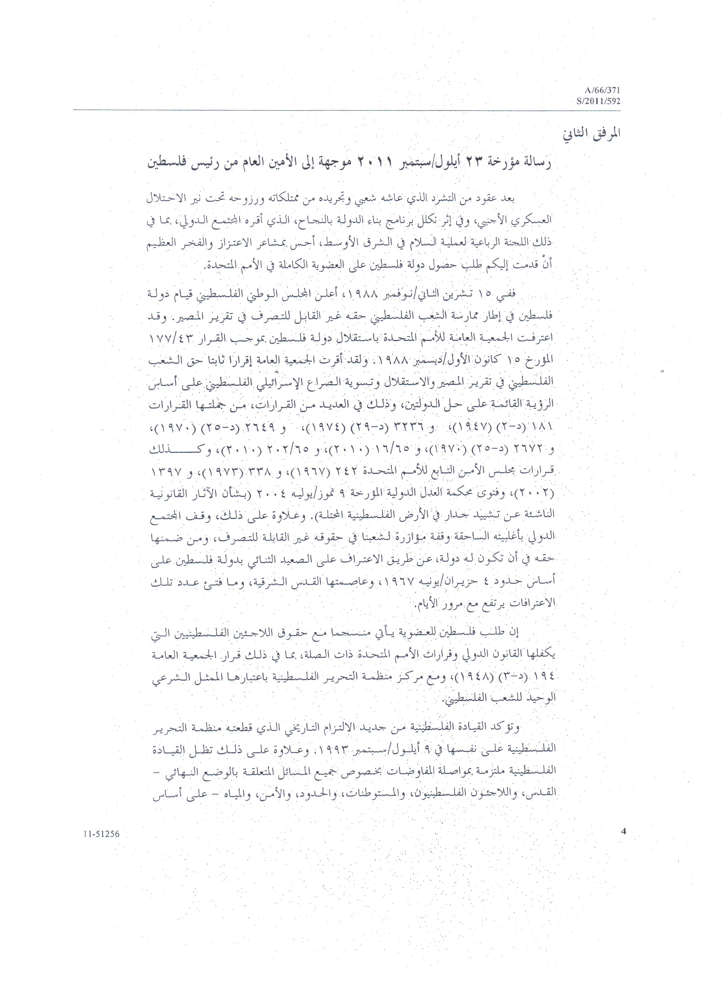 A/66/371
S/2011/592
المرفق الثاني
رسالة مؤرخة ٢٣ أيلول/سبتمبر ٢٠١١ موجهة إلى الأمين العام من رئيس فلسطين
بعد عقود من التشرد الذي عاشه شعبي وتجريده من ممتلكاته ورزوحه تحت نير الاحتلال
العسكري الأجنبي، وفي إثر تكلل برنامج بناء الدولة بالنجاح، الذي أقره المجتمع الدولي، بما في
ذلك اللجنة الرباعية لعملية السلام في الشرق الأوسط، أحس بمشاعر الاعتزاز والفخر العظيم
أنْ قدمت إليكم طلب حصول دولة فلسطين على العضوية الكاملة في الأمم المتحدة.
ففي ١٥ تشرين الثاني/نوفمبر ١٩٨٨، أعلن المجلس الوطني الفلسطيني قيام دولة
فلسطين في إطار ممارسة الشعب الفلسطيني حقه غير القابل للتصرف في تقرير المصير. وقد
اعترفت الجمعية العامة للأمم المتحدة باستقلال دولة فلسطين بموجب القرار ١٧٧/٤٣
المؤرخ ١٥ كانون الأول/ديسمبر ١٩٨٨. ولقد أقرت الجمعية العامة إقرارا ثابتا حق الشعب
الفلسطيني في تقرير المصير والاستقلال وتسوية الصراع الإسرائيلي الفلسطيني على أساس
الرؤية القائمة على حل الدولتين، وذلك في العديد من القرارات، من جملتها القرارات
١٨١ (د-٢) (١٩٤٧)، و ٣٢٣٦ (د-٢٩) (١٩٧٤)، و ٢٦٤٩ (د-٢٥) (١٩٧٠)،
و ٢٦٧٢ (د-٢٥) (١٩٧٠)، و ١٦/٦٥ (٢٠١٠)، و ٢٠٢/٦٥ (٢٠١٠)، وكذلك
قرارات مجلس الأمن التابع للأمم المتحدة ٢٤٢ (١٩٦٧)، و ٣٣٨ (١٩٧٣)، و ١٣٩٧
(٢٠٠٢)، وفتوى محكمة العدل الدولية المؤرخة ٩ تموز/يوليه ٢٠٠٤ (بشأن الآثار القانونية
الناشئة عن تشييد جدار في الأرض الفلسطينية المحتلة). وعلاوة على ذلك، وقف المجتمع
الدولي بأغلبيته الساحقة وقفة مؤازرة لشعبنا في حقوقه غير القابلة للتصرف، ومن ضمنها
حقه في أن تكون له دولة، عن طريق الاعتراف على الصعيد الثنائي بدولة فلسطين على
أساس حدود ٤ حزيران/يونيه ١٩٦٧، وعاصمتها القدس الشرقية، وما فتئ عدد تلك
الاعترافات يرتفع مع مرور الأيام.
إن طلب فلسطين للعضوية يأتي منسجما مع حقوق اللاجئين الفلسطينيين التي
يكفلها القانون الدولي وقرارات الأمم المتحدة ذات الصلة، بما في ذلك قرار الجمعية العامة
١٩٤ (د-٣) (١٩٤٨)، ومع مركز منظمة التحرير الفلسطينية باعتبارها الممثل الشرعي
الوحيد للشعب الفلسطيني.
وتؤكد القيادة الفلسطينية من جديد الالتزام التاريخي الذي قطعته منظمة التحرير
الفلسطينية على نفسها في ٩ أيلول/سبتمبر ١٩٩٣. وعلاوة على ذلك تظل القيادة
الفلسطينية ملتزمة بمواصلة المفاوضات بخصوص جميع المسائل المتعلقة بالوضع النهائي -
القدس، واللاجئون الفلسطينيون، والمستوطنات، والحدود، والأمن، والمياه - على أساس
4
11-51256